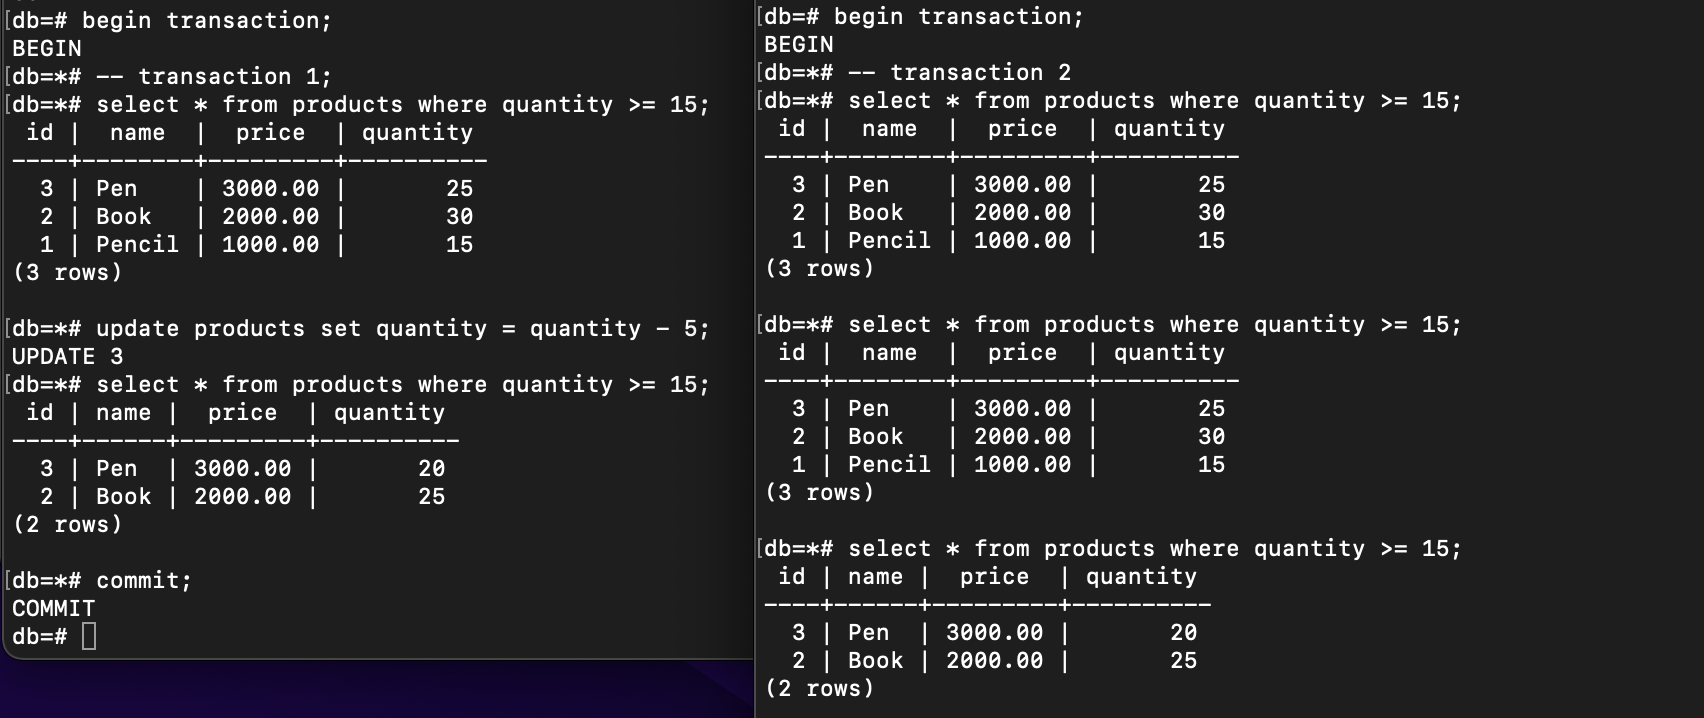 [db=# begin transaction;
BEGIN
[db=*# -- transaction 1;
[db=*# select * from products where quantity >= 15;
 id |  name   |  price  | quantity
----+---------+---------+----------
  3 | Pen     | 3000.00 |       25
  2 | Book    | 2000.00 |       30
  1 | Pencil  | 1000.00 |       15
(3 rows)
[db=*# update products set quantity = quantity - 5;
UPDATE 3
[db=*# select * from products where quantity >= 15;
 id | name |  price  | quantity
----+------+---------+----------
  3 | Pen  | 3000.00 |       20
  2 | Book | 2000.00 |       25
(2 rows)
[db=*# commit;
COMMIT
db=#
[db=# begin transaction;
BEGIN
[db=*# -- transaction 2
[db=*# select * from products where quantity >= 15;
 id |  name   |  price  | quantity
----+---------+---------+----------
  3 | Pen     | 3000.00 |       25
  2 | Book    | 2000.00 |       30
  1 | Pencil  | 1000.00 |       15
(3 rows)
[db=*# select * from products where quantity >= 15;
 id |  name   |  price  | quantity
----+---------+---------+----------
  3 | Pen     | 3000.00 |       25
  2 | Book    | 2000.00 |       30
  1 | Pencil  | 1000.00 |       15
(3 rows)
[db=*# select * from products where quantity >= 15;
 id | name |  price  | quantity
----+------+---------+----------
  3 | Pen  | 3000.00 |       20
  2 | Book | 2000.00 |       25
(2 rows)